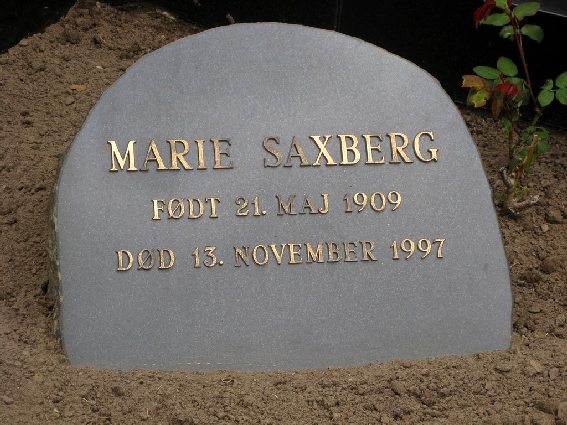 MARIE SAXBERG
FØDT 21. MAJ 1909
DØD 13. NOVEMBER 1997